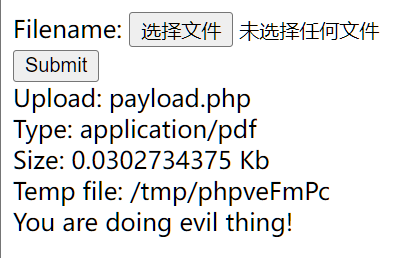 Filename: 选择文件 未选择任何文件
Submit
Upload: payload.php
Type: application/pdf
Size: 0.0302734375 Kb
Temp file: /tmp/phpveFmPc
You are doing evil thing!